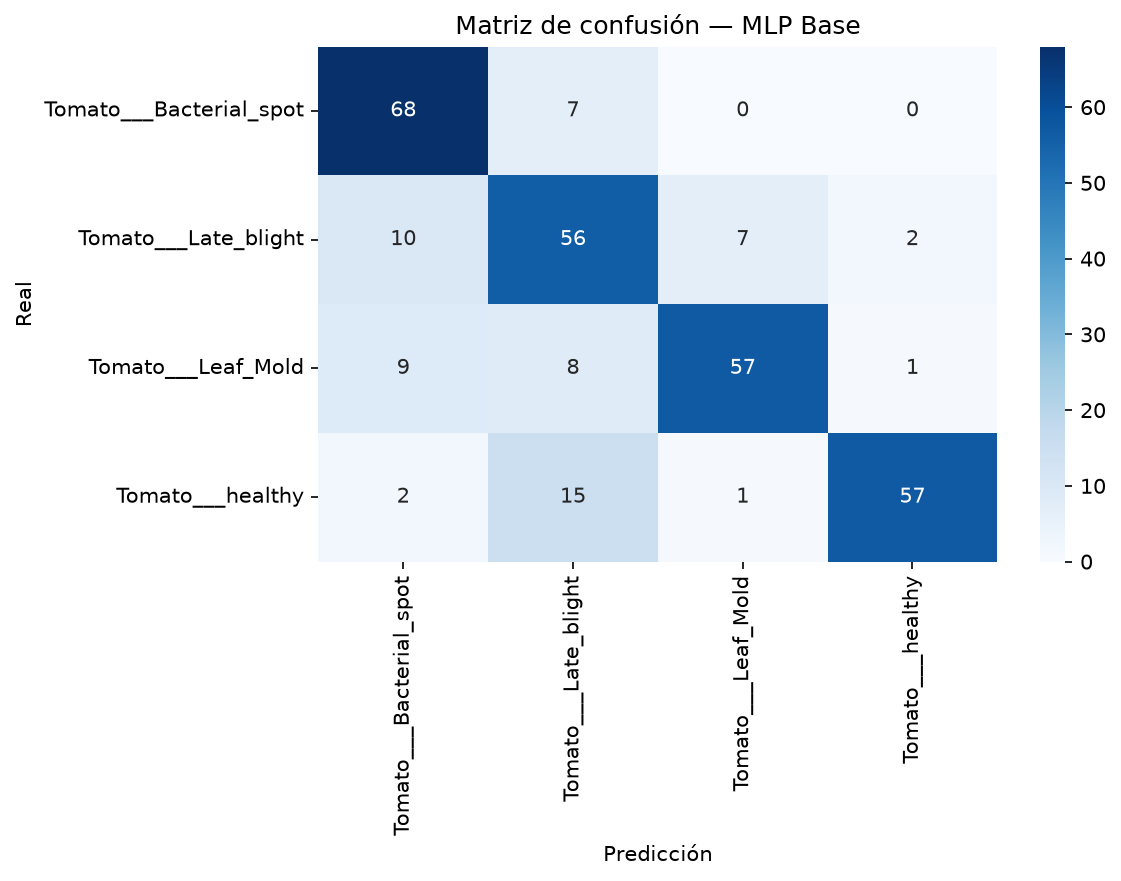 Matriz de confusión — MLP Base
Real
Tomato___Bacterial_spot 68 7 0 0
Tomato___Late_blight 10 56 7 2
Tomato___Leaf_Mold 9 8 57 1
Tomato___healthy 2 15 1 57
Tomato___Bacterial_spot
Tomato___Late_blight
Tomato___Leaf_Mold
Tomato___healthy
Predicción
60
50
40
30
20
10
0